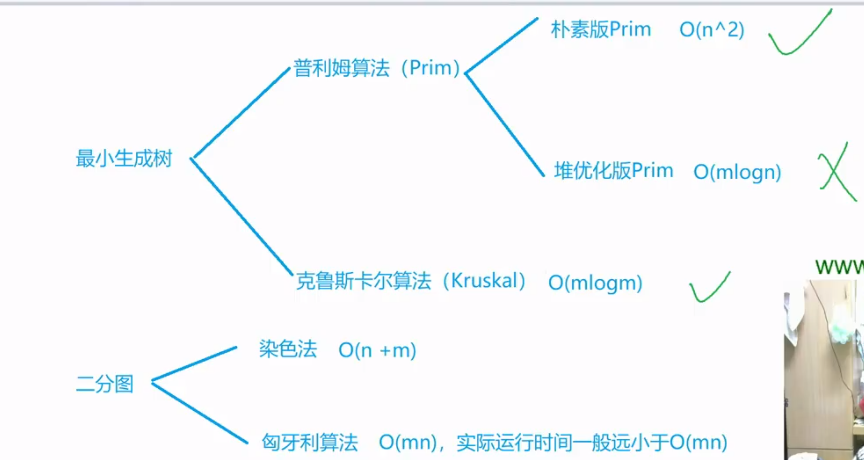 朴素版Prim O(n^2)
普利姆算法（Prim）
最小生成树
堆优化版Prim O(mlogn)
www
克鲁斯卡尔算法（Kruskal） O(mlogm)
染色法 O(n +m)
二分图
匈牙利算法 O(mn)，实际运行时间一般远小于O(mn)